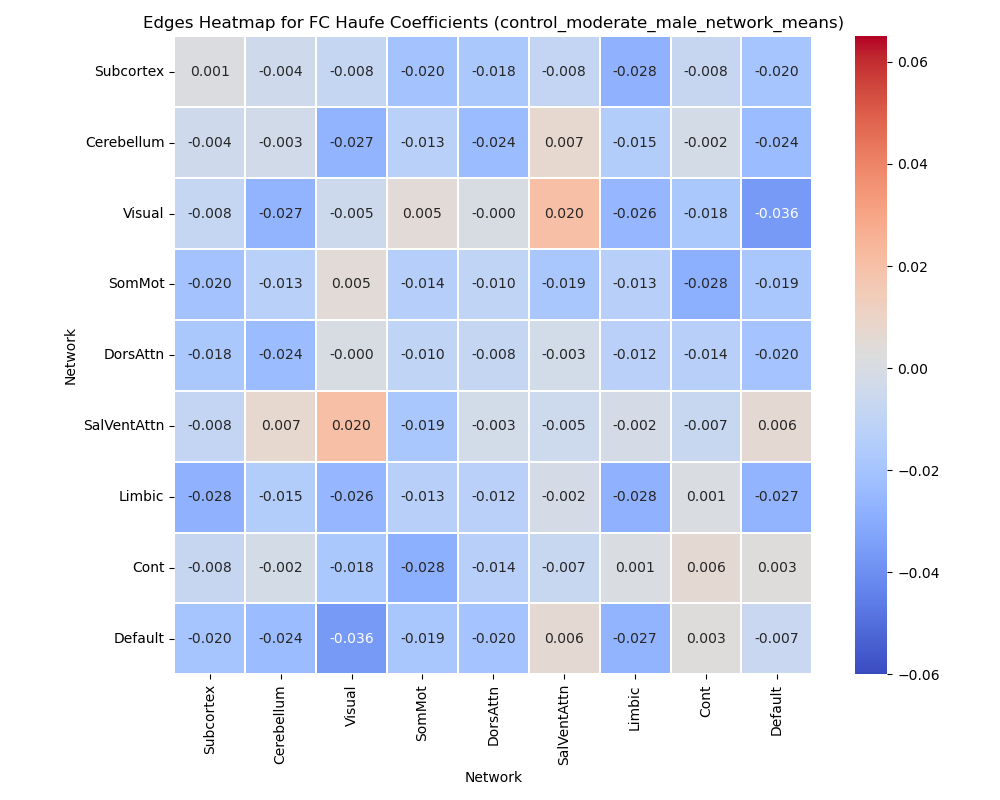 Edges Heatmap for FC Haufe Coefficients (control_moderate_male_network_means)
Subcortex 0.001 -0.004 -0.008 -0.020 -0.018 -0.008 -0.028 -0.008 -0.020
Cerebellum -0.004 -0.003 -0.027 -0.013 -0.024 0.007 -0.015 -0.002 -0.024
Visual -0.008 -0.027 -0.005 0.005 -0.000 0.020 -0.026 -0.018 -0.036
SomMot -0.020 -0.013 0.005 -0.014 -0.010 -0.019 -0.013 -0.028 -0.019
DorsAttn -0.018 -0.024 -0.000 -0.010 -0.008 -0.003 -0.012 -0.014 -0.020
SalVentAttn -0.008 0.007 0.020 -0.019 -0.003 -0.005 -0.002 -0.007 0.006
Limbic -0.028 -0.015 -0.026 -0.013 -0.012 -0.002 -0.028 0.001 -0.027
Cont -0.008 -0.002 -0.018 -0.028 -0.014 -0.007 0.001 0.006 0.003
Default -0.020 -0.024 -0.036 -0.019 -0.020 0.006 -0.027 0.003 -0.007
Network
Subcortex Cerebellum Visual SomMot DorsAttn SalVentAttn Limbic Cont Default
Network
0.06
0.04
0.02
0.00
−0.02
−0.04
−0.06